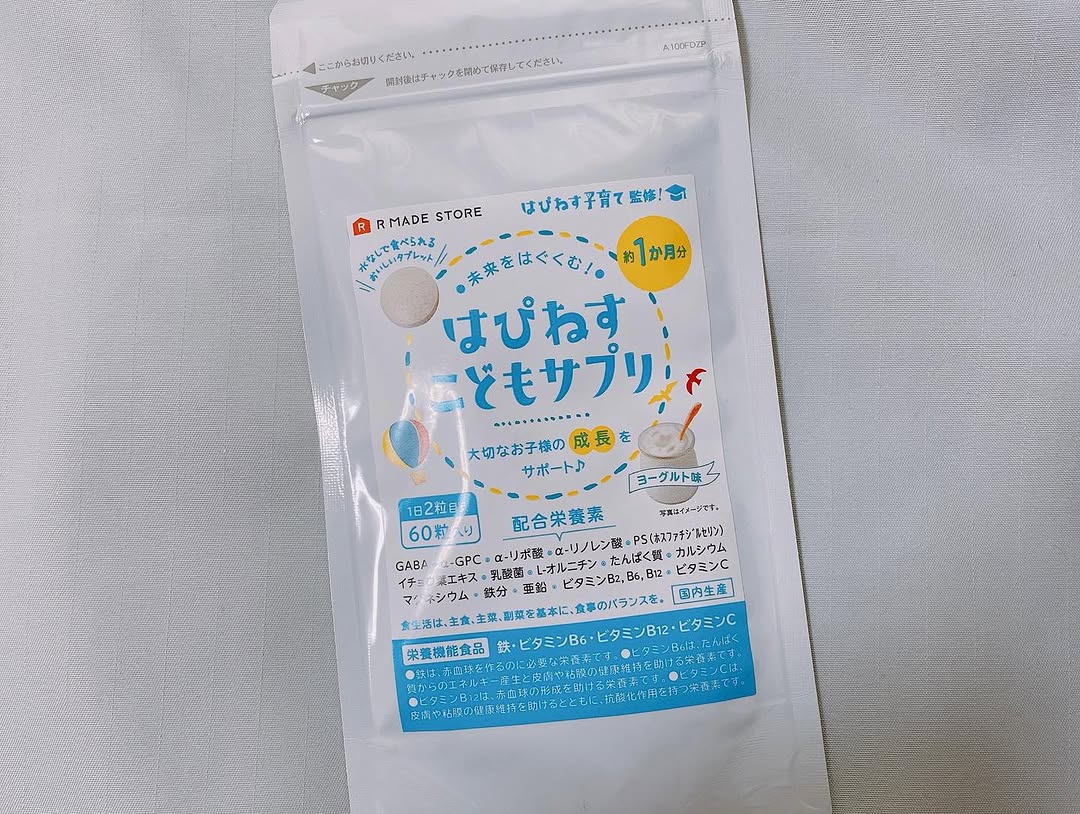 ここからお切りください。
A100FDZP
チャック
開封後はチャックを閉めて保存してください。
R R MADE STORE
はぴねす子育て監修!
水なしで食べられる
おいしいタブレット
約1か月分
未来をはぐくむ!
はぴねす
こどもサプリ
大切なお子様の成長を
サポート♪
ヨーグルト味
写真はイメージです。
1日2粒目安
60粒入り
配合栄養素
GABA・α-GPC・α-リポ酸・α-リノレン酸・PS(ホスファチジルセリン)
イチョウ葉エキス・乳酸菌・L-オルニチン・たんぱく質・カルシウム
マグネシウム・鉄分・亜鉛・ビタミンB2,B6,B12・ビタミンC
食生活は、主食、主菜、副菜を基本に、食事のバランスを。
国内生産
栄養機能食品 鉄・ビタミンB6・ビタミンB12・ビタミンC
●鉄は、赤血球を作るのに必要な栄養素です。●ビタミンB6は、たんぱく
質からのエネルギー産生と皮膚や粘膜の健康維持を助ける栄養素です。
●ビタミンB12は、赤血球の形成を助ける栄養素です。●ビタミンCは、
皮膚や粘膜の健康維持を助けるとともに、抗酸化作用を持つ栄養素です。